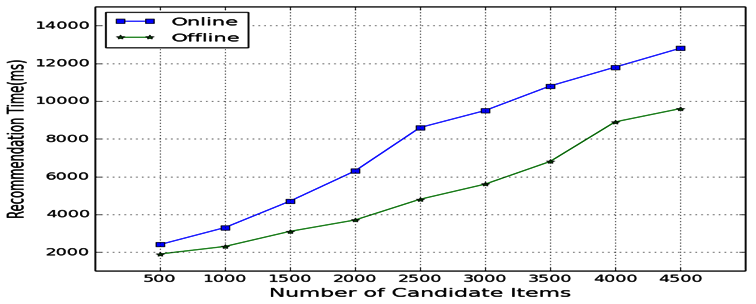 Online
Offline
14000
12000
10000
8000
6000
4000
2000
Recommendation Time(ms)
500 1000 1500 2000 2500 3000 3500 4000 4500
Number of Candidate Items